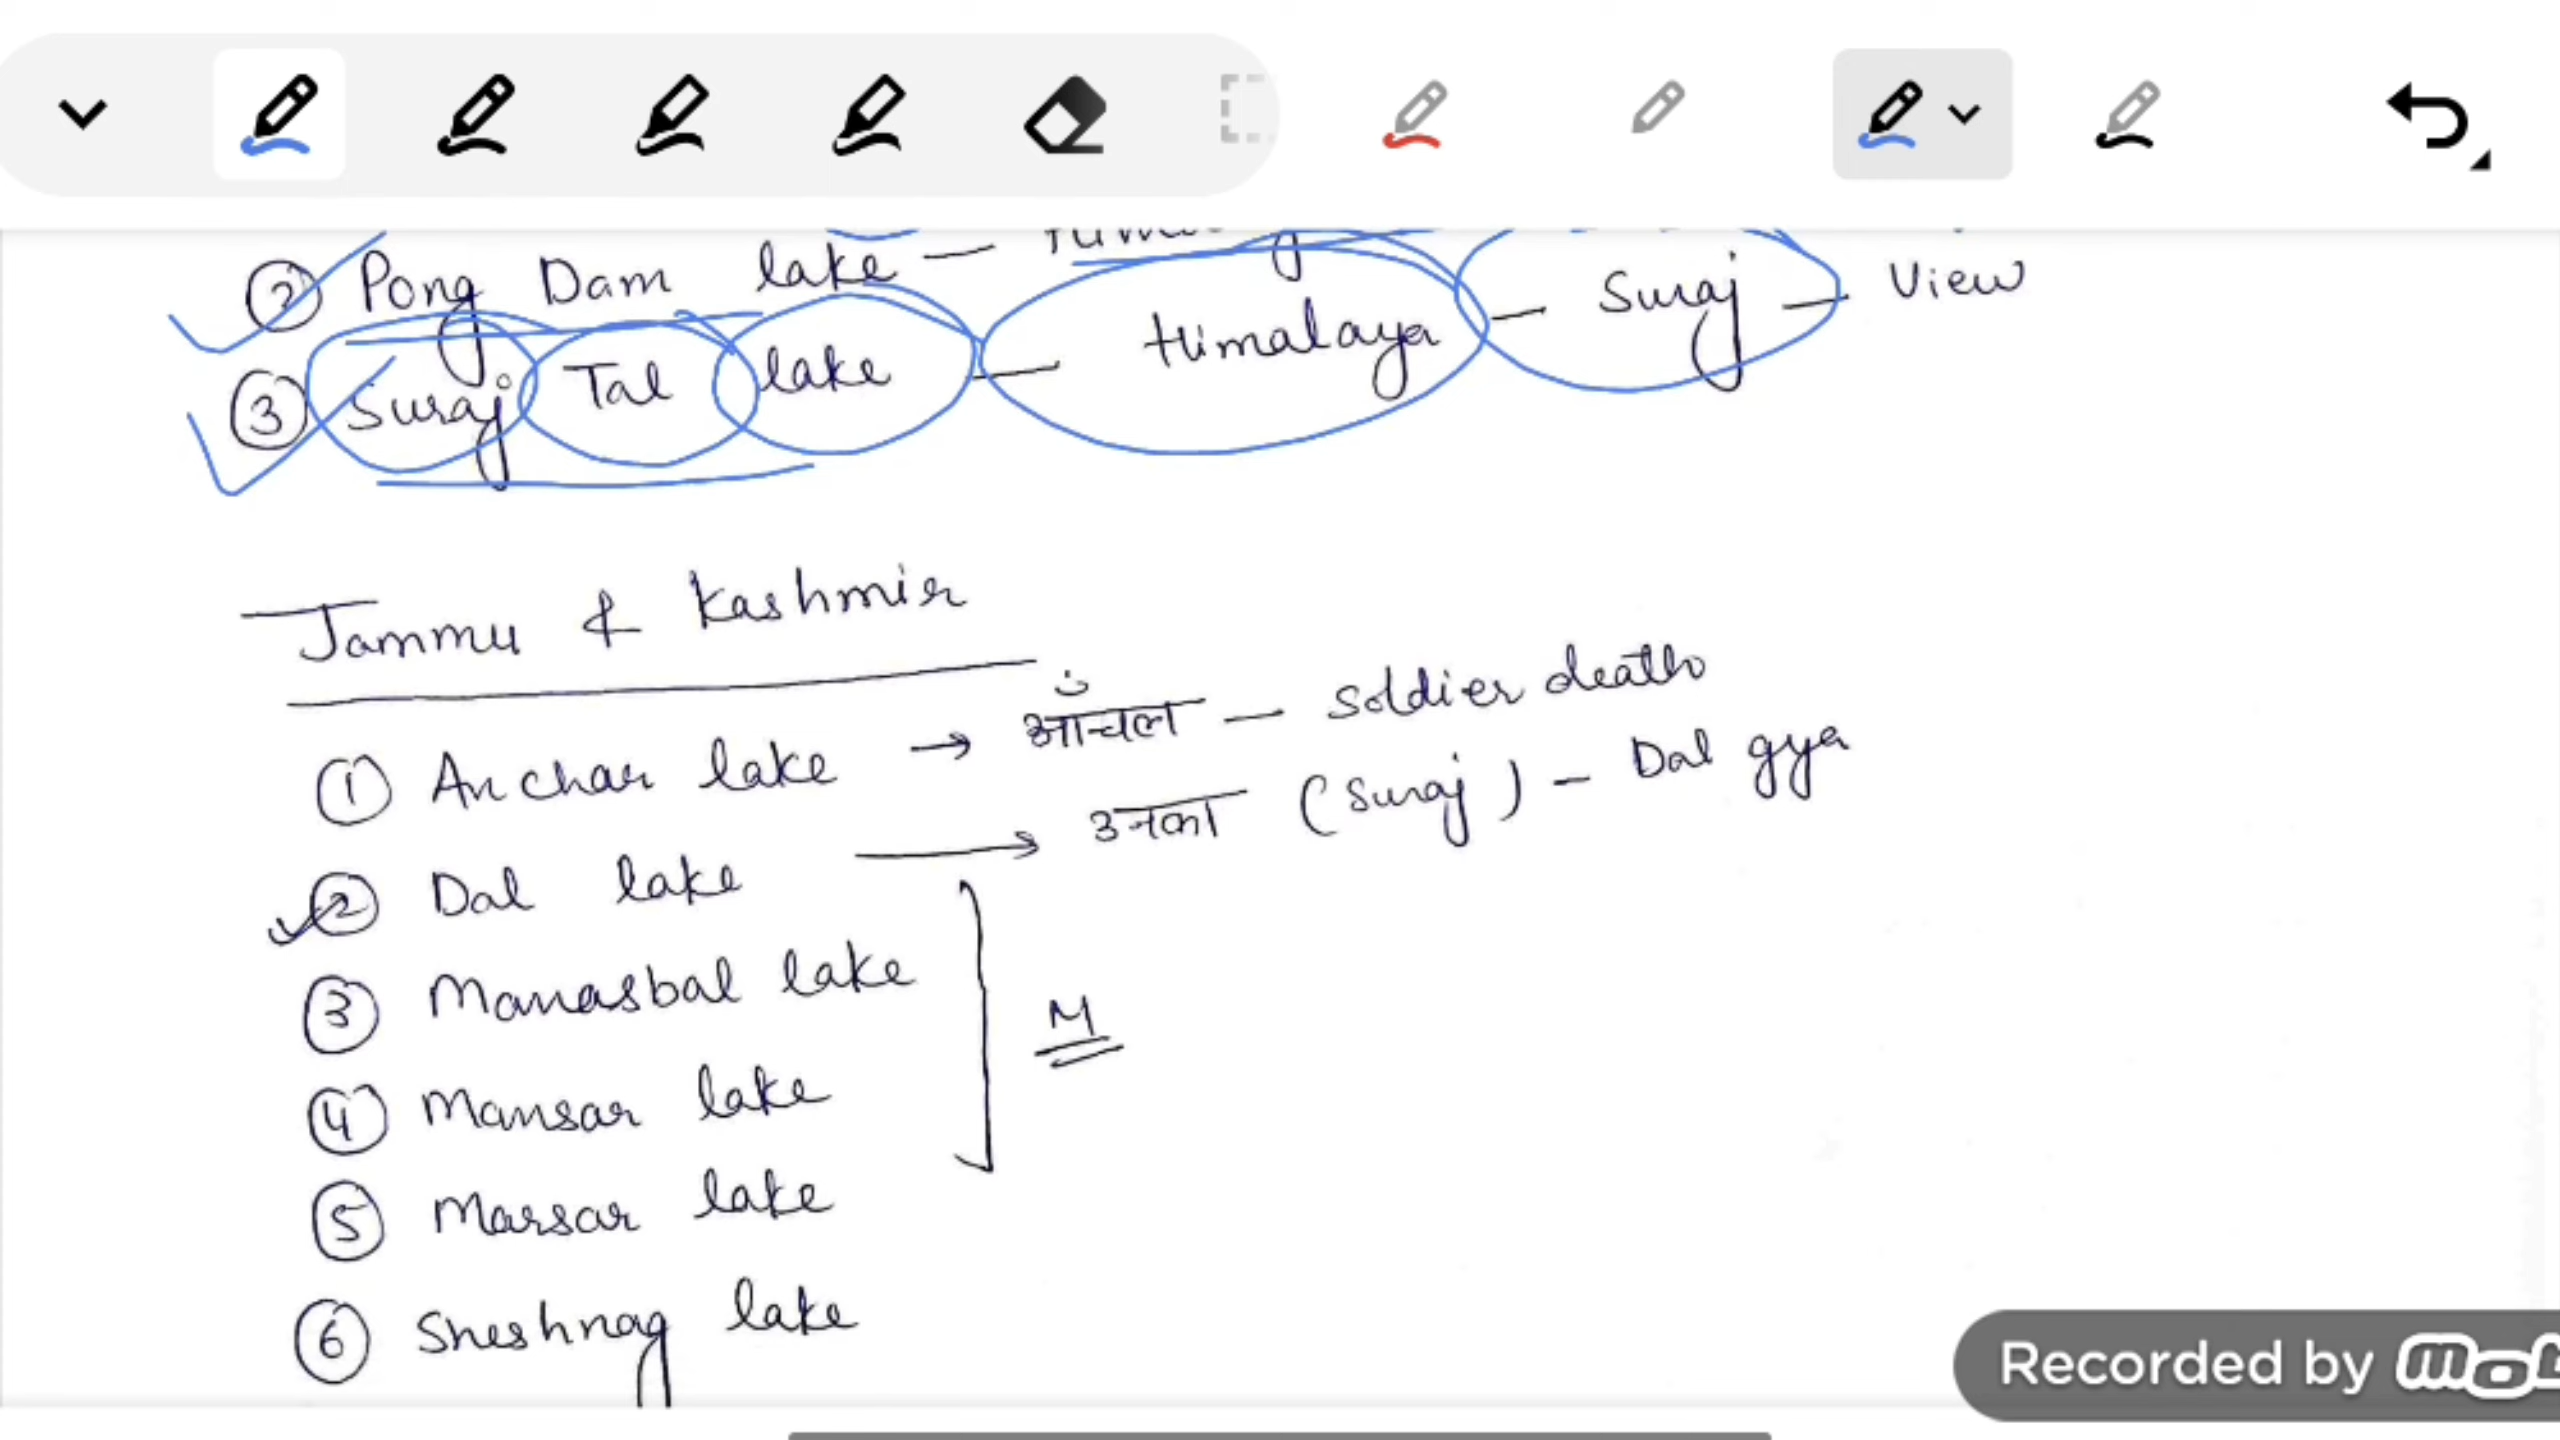 ② Pong Dam lake —
③ Suraj Tal lake — Himalaya — Suraj — View
Jammu & Kashmir
① Anchar lake → आंचल — Soldier death
② Dal lake → उनका (Suraj) – Dal gya
③ Manasbal lake
④ Mansar lake
M
⑤ Marsar lake
⑥ Sheshnag lake
Recorded by